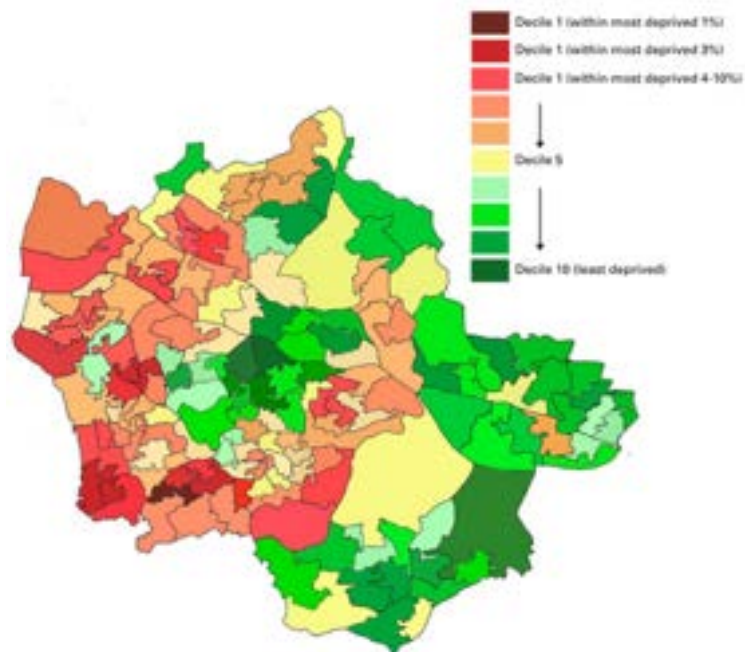 Decile 1 (within most deprived 1%)
Decile 1 (within most deprived 3%)
Decile 1 (within most deprived 4-10%)
Decile 5
Decile 10 (least deprived)